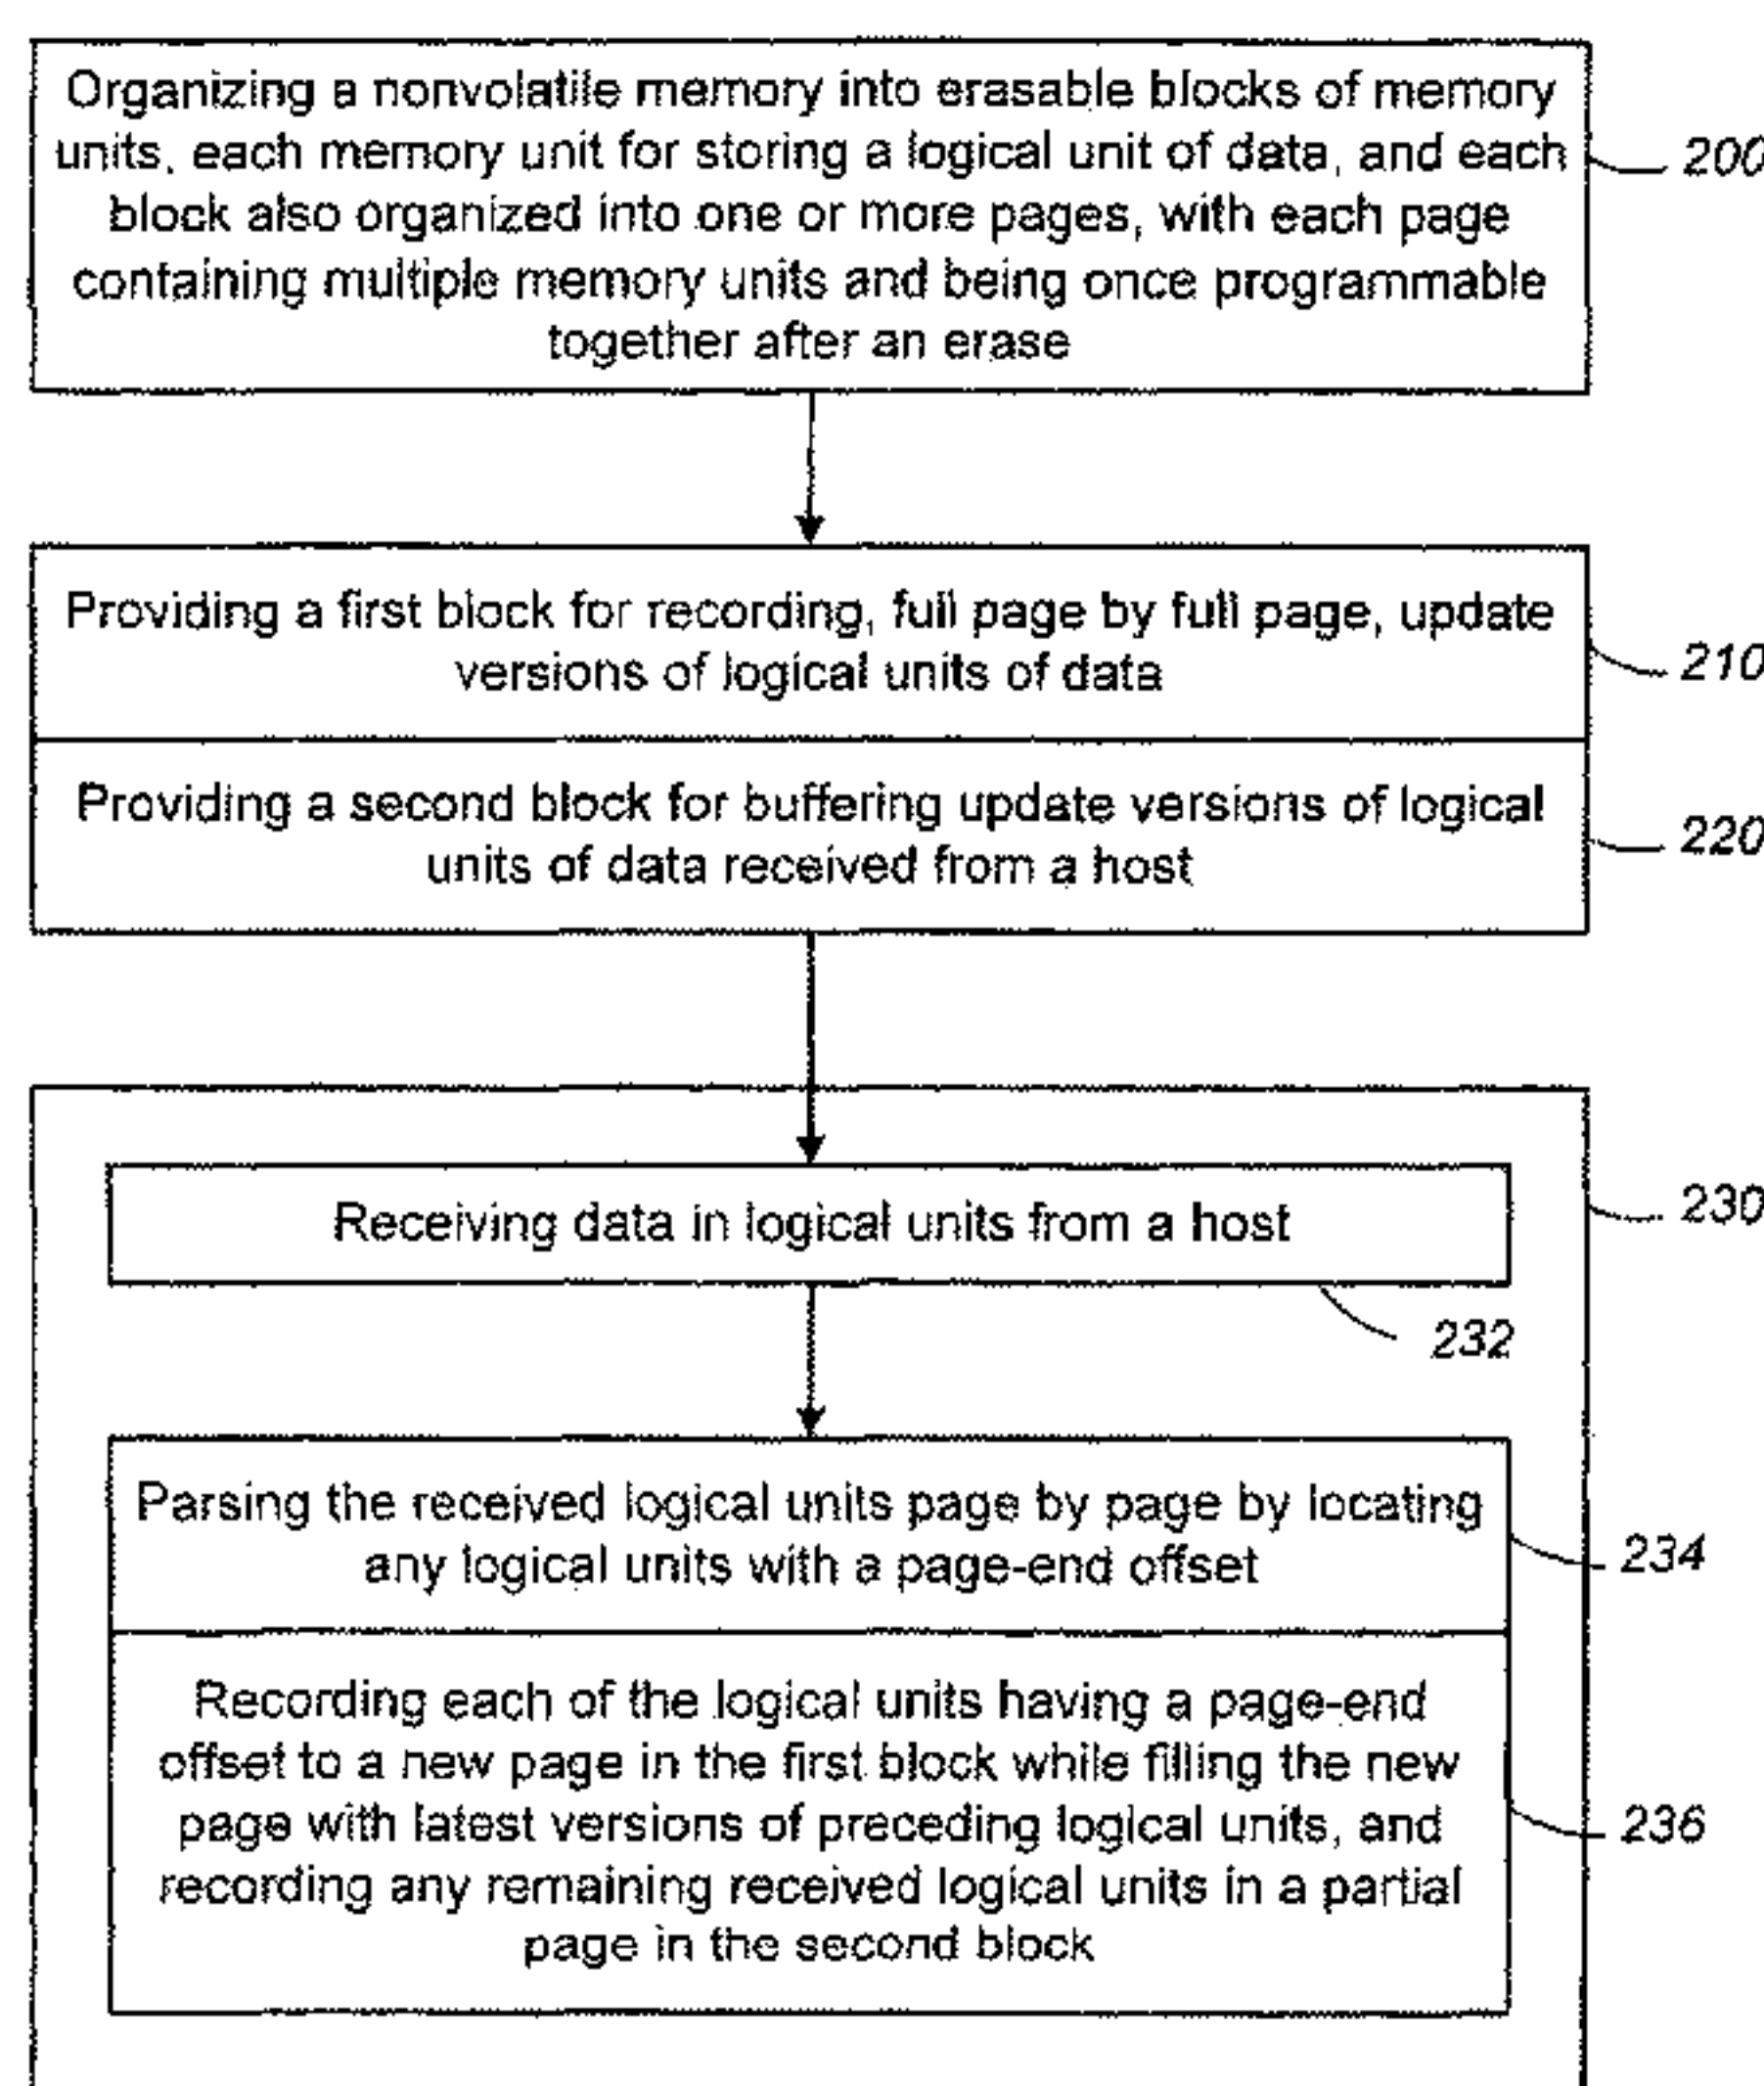 Organizing a nonvolatile memory into erasable blocks of memory
units, each memory unit for storing a logical unit of data, and each
block also organized into one or more pages, with each page
containing multiple memory units and being once programmable
together after an erase
200
Providing a first block for recording, full page by full page, update
versions of logical units of data
210
Providing a second block for buffering update versions of logical
units of data received from a host
220
230
Receiving data in logical units from a host
232
Parsing the received logical units page by page by locating
any logical units with a page-end offset
234
Recording each of the logical units having a page-end
offset to a new page in the first block while filling the new
page with latest versions of preceding logical units, and
recording any remaining received logical units in a partial
page in the second block
236